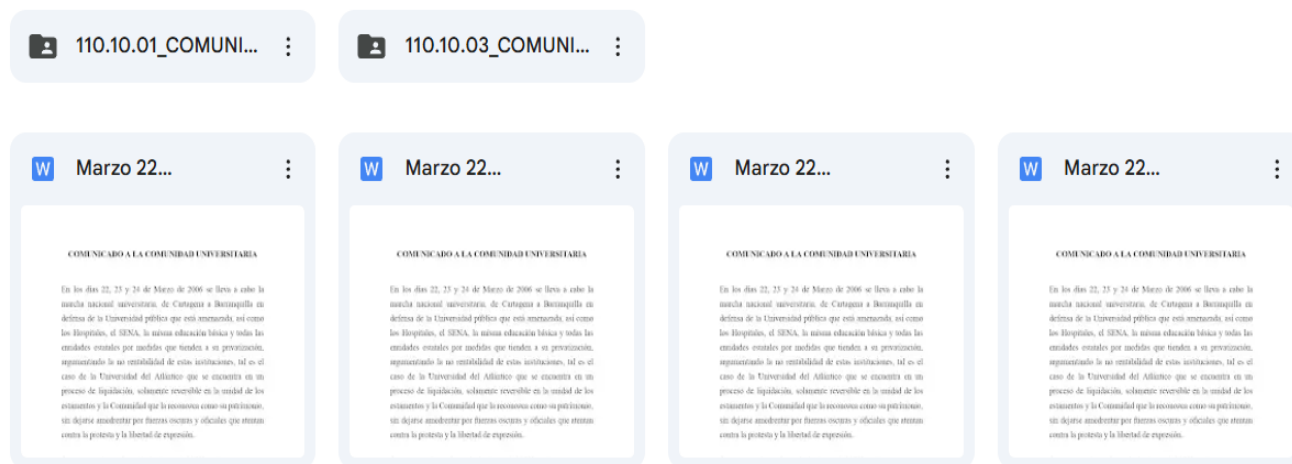 110.10.01_COMUNI...
110.10.03_COMUNI...
Marzo 22...
Marzo 22...
Marzo 22...
Marzo 22...
COMUNICADO A LA COMUNIDAD UNIVERSITARIA
En los días 22, 23 y 24 de Marzo de 2006 se lleva a cabo la
marcha nacional universitaria, de Cartagena a Barranquilla en
defensa de la Universidad pública que está amenazada, así como
los Hospitales, el SENA, la misma educación básica y todas las
entidades estatales por medidas que tienden a su privatización,
argumentando la no rentabilidad de estas instituciones, tal es el
caso de la Universidad del Atlántico que se encuentra en un
proceso de liquidación, solamente reversible en la unidad de los
estamentos y la Comunidad que la reconozca como su patrimonio,
sin dejarse amedrentar por fuerzas oscuras y oficiales que atentan
contra la protesta y la libertad de expresión.
COMUNICADO A LA COMUNIDAD UNIVERSITARIA
En los días 22, 23 y 24 de Marzo de 2006 se lleva a cabo la
marcha nacional universitaria, de Cartagena a Barranquilla en
defensa de la Universidad pública que está amenazada, así como
los Hospitales, el SENA, la misma educación básica y todas las
entidades estatales por medidas que tienden a su privatización,
argumentando la no rentabilidad de estas instituciones, tal es el
caso de la Universidad del Atlántico que se encuentra en un
proceso de liquidación, solamente reversible en la unidad de los
estamentos y la Comunidad que la reconozca como su patrimonio,
sin dejarse amedrentar por fuerzas oscuras y oficiales que atentan
contra la protesta y la libertad de expresión.
COMUNICADO A LA COMUNIDAD UNIVERSITARIA
En los días 22, 23 y 24 de Marzo de 2006 se lleva a cabo la
marcha nacional universitaria, de Cartagena a Barranquilla en
defensa de la Universidad pública que está amenazada, así como
los Hospitales, el SENA, la misma educación básica y todas las
entidades estatales por medidas que tienden a su privatización,
argumentando la no rentabilidad de estas instituciones, tal es el
caso de la Universidad del Atlántico que se encuentra en un
proceso de liquidación, solamente reversible en la unidad de los
estamentos y la Comunidad que la reconozca como su patrimonio,
sin dejarse amedrentar por fuerzas oscuras y oficiales que atentan
contra la protesta y la libertad de expresión.
COMUNICADO A LA COMUNIDAD UNIVERSITARIA
En los días 22, 23 y 24 de Marzo de 2006 se lleva a cabo la
marcha nacional universitaria, de Cartagena a Barranquilla en
defensa de la Universidad pública que está amenazada, así como
los Hospitales, el SENA, la misma educación básica y todas las
entidades estatales por medidas que tienden a su privatización,
argumentando la no rentabilidad de estas instituciones, tal es el
caso de la Universidad del Atlántico que se encuentra en un
proceso de liquidación, solamente reversible en la unidad de los
estamentos y la Comunidad que la reconozca como su patrimonio,
sin dejarse amedrentar por fuerzas oscuras y oficiales que atentan
contra la protesta y la libertad de expresión.